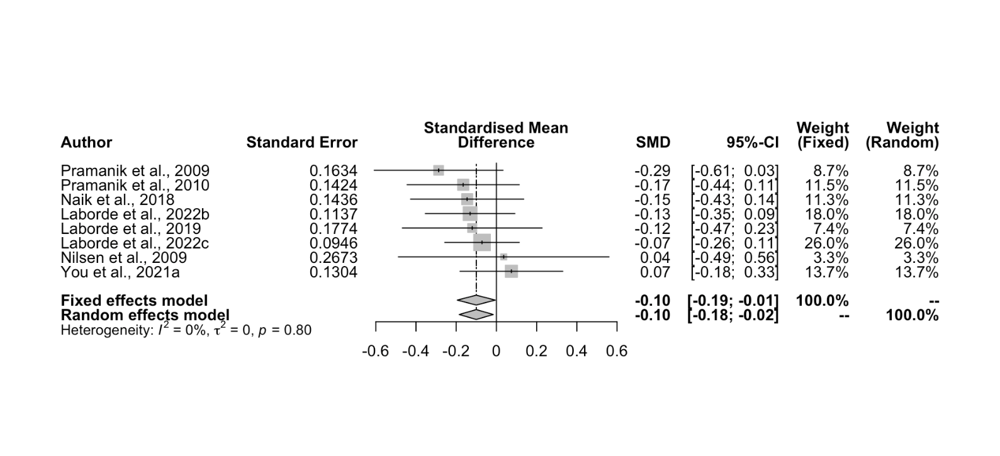 Standardised Mean Weight Weight
Author Standard Error Difference SMD 95%-CI (Fixed) (Random)
Pramanik et al., 2009 0.1634 -0.29 [-0.61; 0.03] 8.7% 8.7%
Pramanik et al., 2010 0.1424 -0.17 [-0.44; 0.11] 11.5% 11.5%
Naik et al., 2018 0.1436 -0.15 [-0.43; 0.14] 11.3% 11.3%
Laborde et al., 2022b 0.1137 -0.13 [-0.35; 0.09] 18.0% 18.0%
Laborde et al., 2019 0.1774 -0.12 [-0.47; 0.23] 7.4% 7.4%
Laborde et al., 2022c 0.0946 -0.07 [-0.26; 0.11] 26.0% 26.0%
Nilsen et al., 2009 0.2673 0.04 [-0.49; 0.56] 3.3% 3.3%
You et al., 2021a 0.1304 0.07 [-0.18; 0.33] 13.7% 13.7%
Fixed effects model -0.10 [-0.19; -0.01] 100.0% --
Random effects model -0.10 [-0.18; -0.02] -- 100.0%
Heterogeneity: I² = 0%, τ² = 0, p = 0.80
-0.6 -0.4 -0.2 0 0.2 0.4 0.6